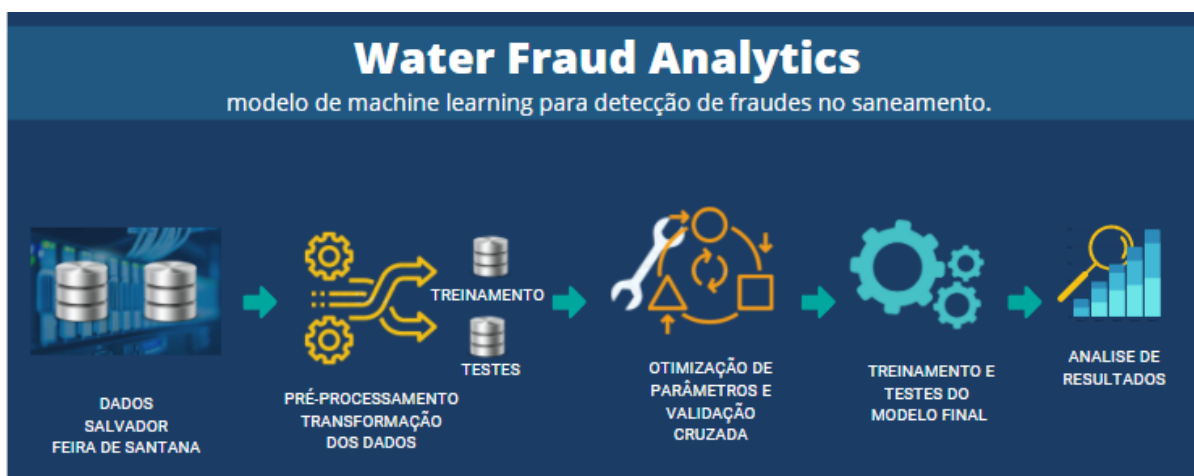 Water Fraud Analytics
modelo de machine learning para detecção de fraudes no saneamento.
DADOS
SALVADOR
FEIRA DE SANTANA
PRÉ-PROCESSAMENTO
TRANSFORMAÇÃO
DOS DADOS
TREINAMENTO
TESTES
OTIMIZAÇÃO DE
PARÂMETROS E
VALIDAÇÃO
CRUZADA
TREINAMENTO E
TESTES DO
MODELO FINAL
ANALISE DE
RESULTADOS